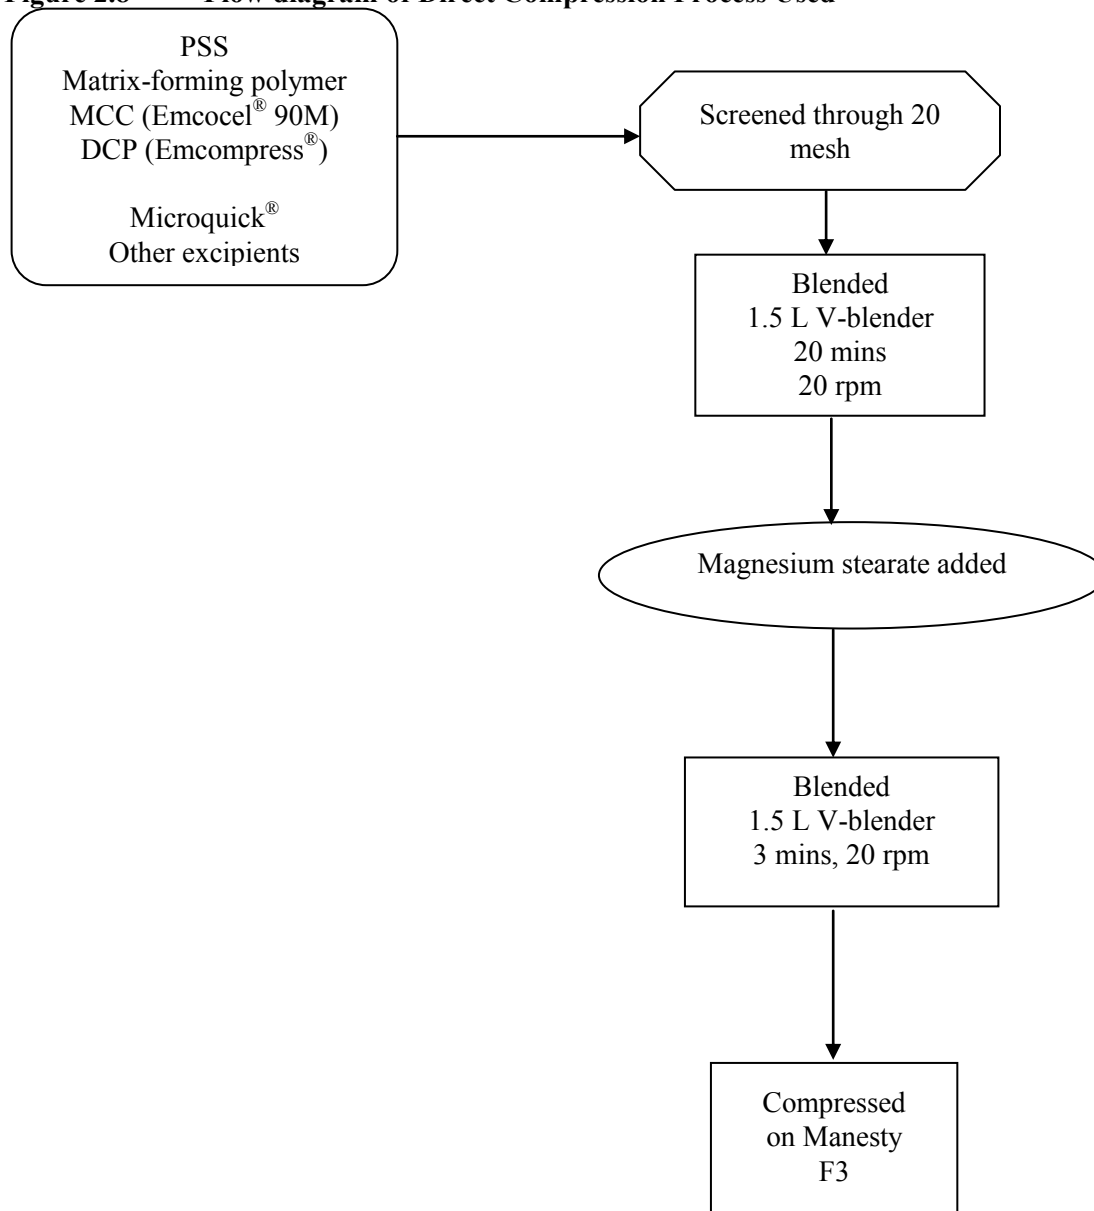 Figure 2.8 Flow diagram of Direct Compression Process Used
PSS
Matrix-forming polymer
MCC (Emcocel® 90M)
DCP (Emcompress®)
Microquick®
Other excipients
Screened through 20
mesh
Blended
1.5 L V-blender
20 mins
20 rpm
Magnesium stearate added
Blended
1.5 L V-blender
3 mins, 20 rpm
Compressed
on Manesty
F3